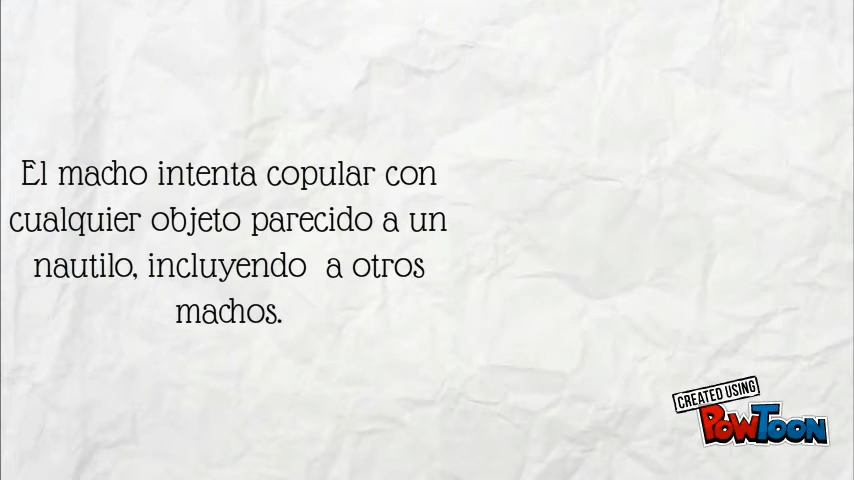 El macho intenta copular con
cualquier objeto parecido a un
nautilo, incluyendo  a otros
machos.
CREATED USING
POWTOON